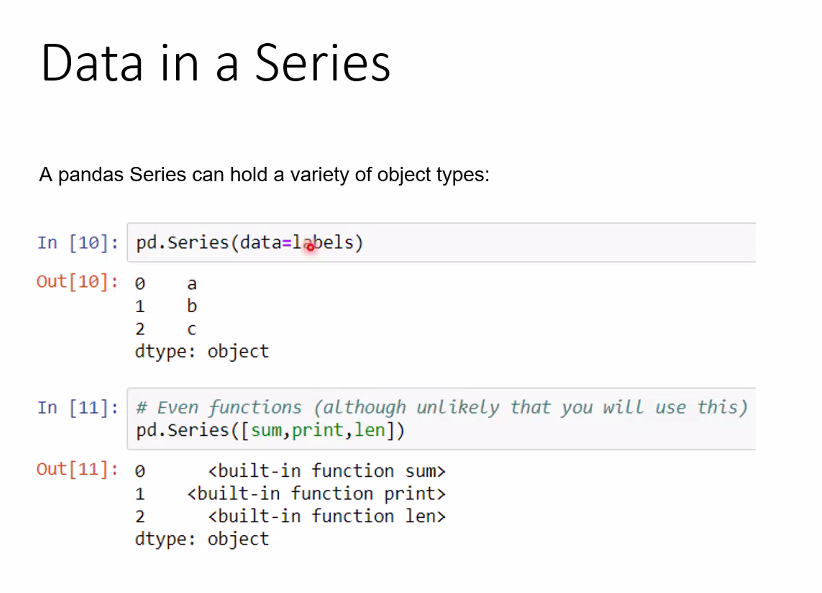 Data in a Series
A pandas Series can hold a variety of object types:
In [10]: pd.Series(data=labels)
Out[10]: 0    a
1    b
2    c
dtype: object
In [11]: # Even functions (although unlikely that you will use this)
pd.Series([sum,print,len])
Out[11]: 0      <built-in function sum>
1    <built-in function print>
2      <built-in function len>
dtype: object